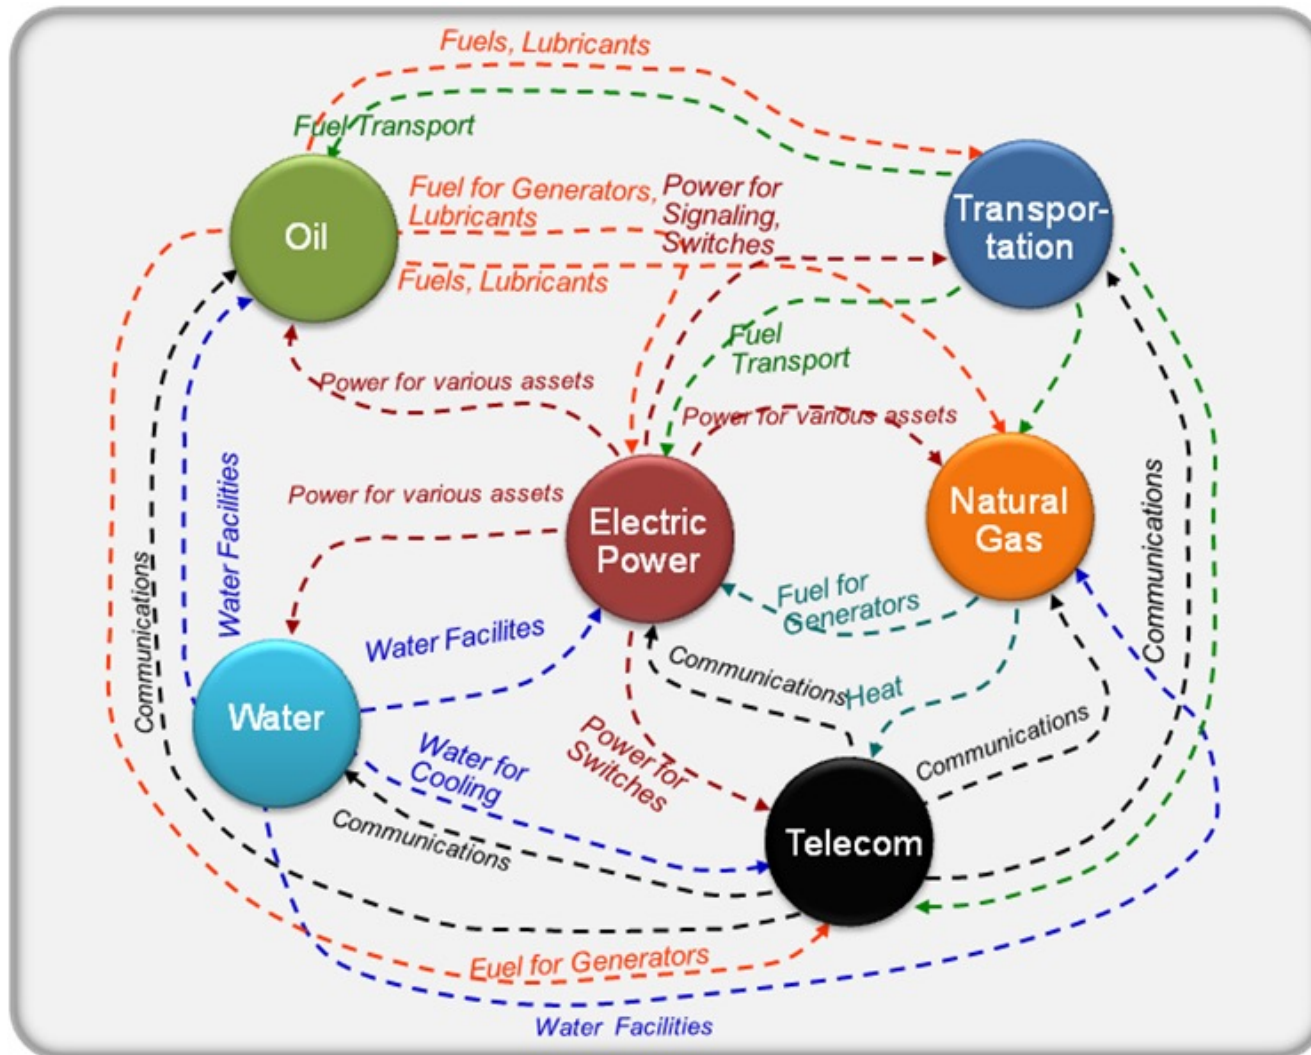 Fuels, Lubricants
Fuel Transport
Fuel for Generators,
Lubricants
Power for
Signaling,
Switches
Transpor-
tation
Oil
Fuels, Lubricants
Fuel
Transport
Power for various assets
Power for various assets
Power for various assets
Natural
Gas
Electric
Power
Water Facilities
Communications
Communications
Fuel for
Generators
Water Facilites
Communications
Heat
Water
Water for
Cooling
Power for
Switches
Communications
Communications
Telecom
Fuel for Generators
Water Facilities